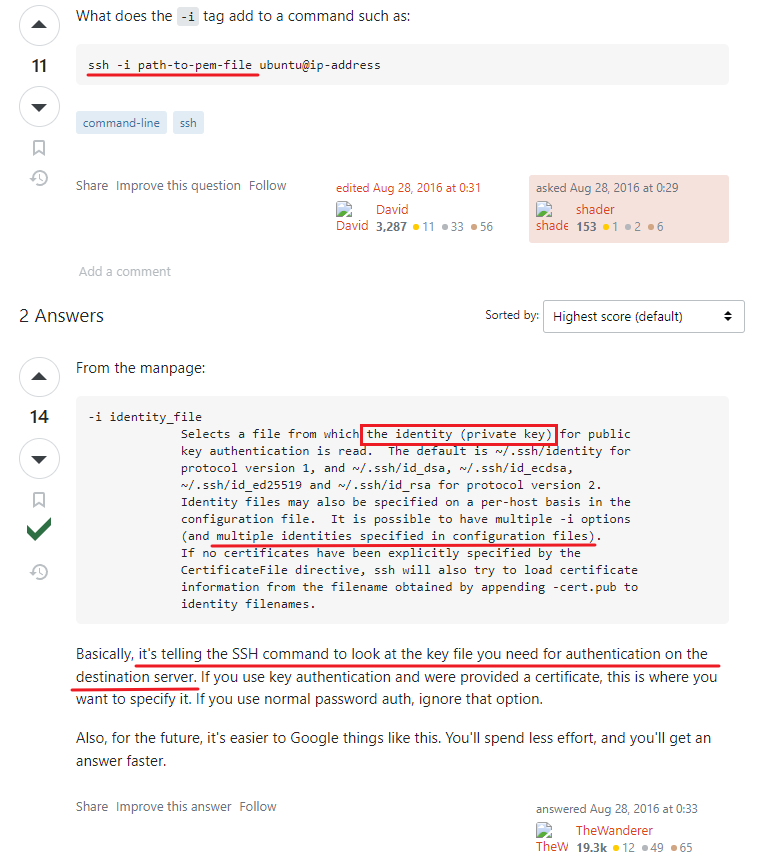 What does the -i tag add to a command such as:
11
ssh -i path-to-pem-file ubuntu@ip-address
command-line ssh
Share Improve this question Follow
edited Aug 28, 2016 at 0:31
David
David 3,287 11 33 56
asked Aug 28, 2016 at 0:29
shader
shade 153 1 2 6
Add a comment
2 Answers
Sorted by: Highest score (default)
From the manpage:
14
-i identity_file
Selects a file from which the identity (private key) for public
key authentication is read.  The default is ~/.ssh/identity for
protocol version 1, and ~/.ssh/id_dsa, ~/.ssh/id_ecdsa,
~/.ssh/id_ed25519 and ~/.ssh/id_rsa for protocol version 2.
Identity files may also be specified on a per-host basis in the
configuration file.  It is possible to have multiple -i options
(and multiple identities specified in configuration files).
If no certificates have been explicitly specified by the
CertificateFile directive, ssh will also try to load certificate
information from the filename obtained by appending -cert.pub to
identity filenames.
Basically, it's telling the SSH command to look at the key file you need for authentication on the
destination server. If you use key authentication and were provided a certificate, this is where you
want to specify it. If you use normal password auth, ignore that option.
Also, for the future, it's easier to Google things like this. You'll spend less effort, and you'll get an
answer faster.
Share Improve this answer Follow
answered Aug 28, 2016 at 0:33
TheWanderer
TheW 19.3k 12 49 65